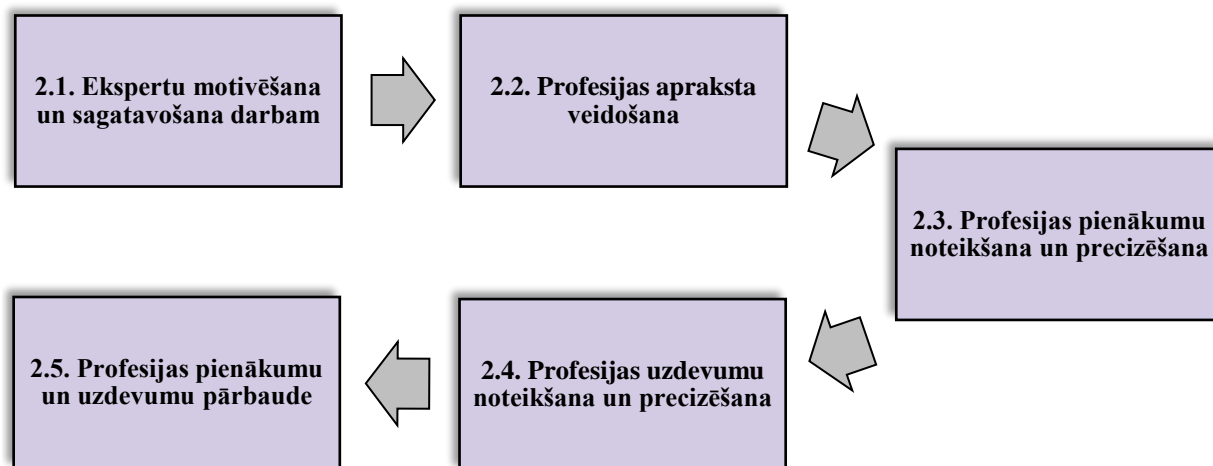 2.1. Ekspertu motivēšana
un sagatavošana darbam
2.2. Profesijas apraksta
veidošana
2.3. Profesijas pienākumu
noteikšana un precizēšana
2.4. Profesijas uzdevumu
noteikšana un precizēšana
2.5. Profesijas pienākumu
un uzdevumu pārbaude